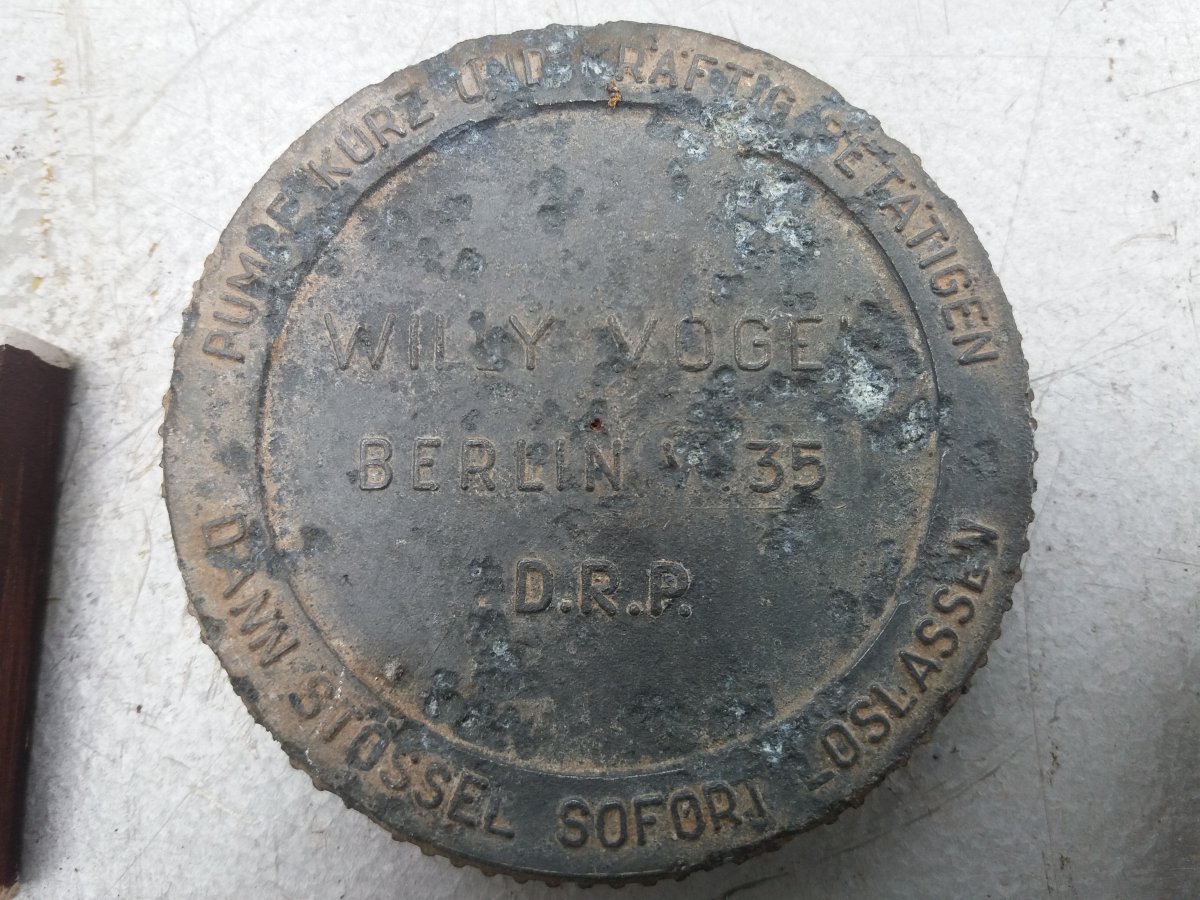 PUMPE KURZ UND KRÄFTIG BETÄTIGEN
WILLY VOGEL
BERLIN W.35
D.R.P.
DANN STÖSSEL SOFORT LOSLASSEN